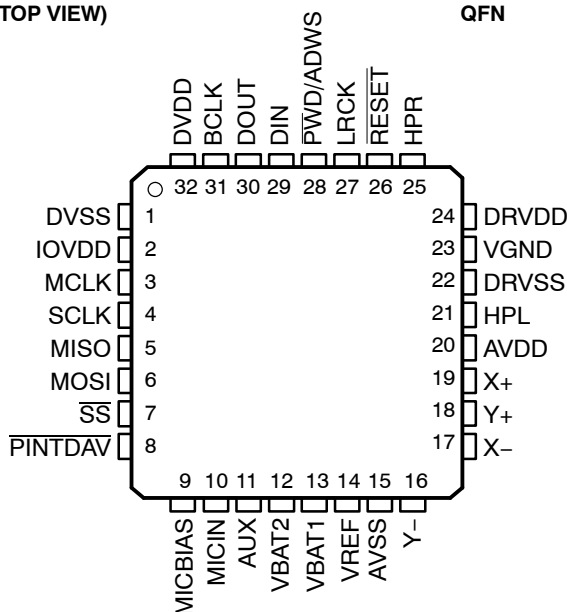 TOP VIEW)
QFN
DVDD
BCLK
DOUT
DIN
PWD/ADWS
LRCK
RESET
HPR
32 31 30 29 28 27 26 25
DVSS 1
IOVDD 2
MCLK 3
SCLK 4
MISO 5
MOSI 6
SS 7
PINTDAV 8
24 DRVDD
23 VGND
22 DRVSS
21 HPL
20 AVDD
19 X+
18 Y+
17 X−
9 10 11 12 13 14 15 16
MICBIAS
MICIN
AUX
VBAT2
VBAT1
VREF
AVSS
Y−